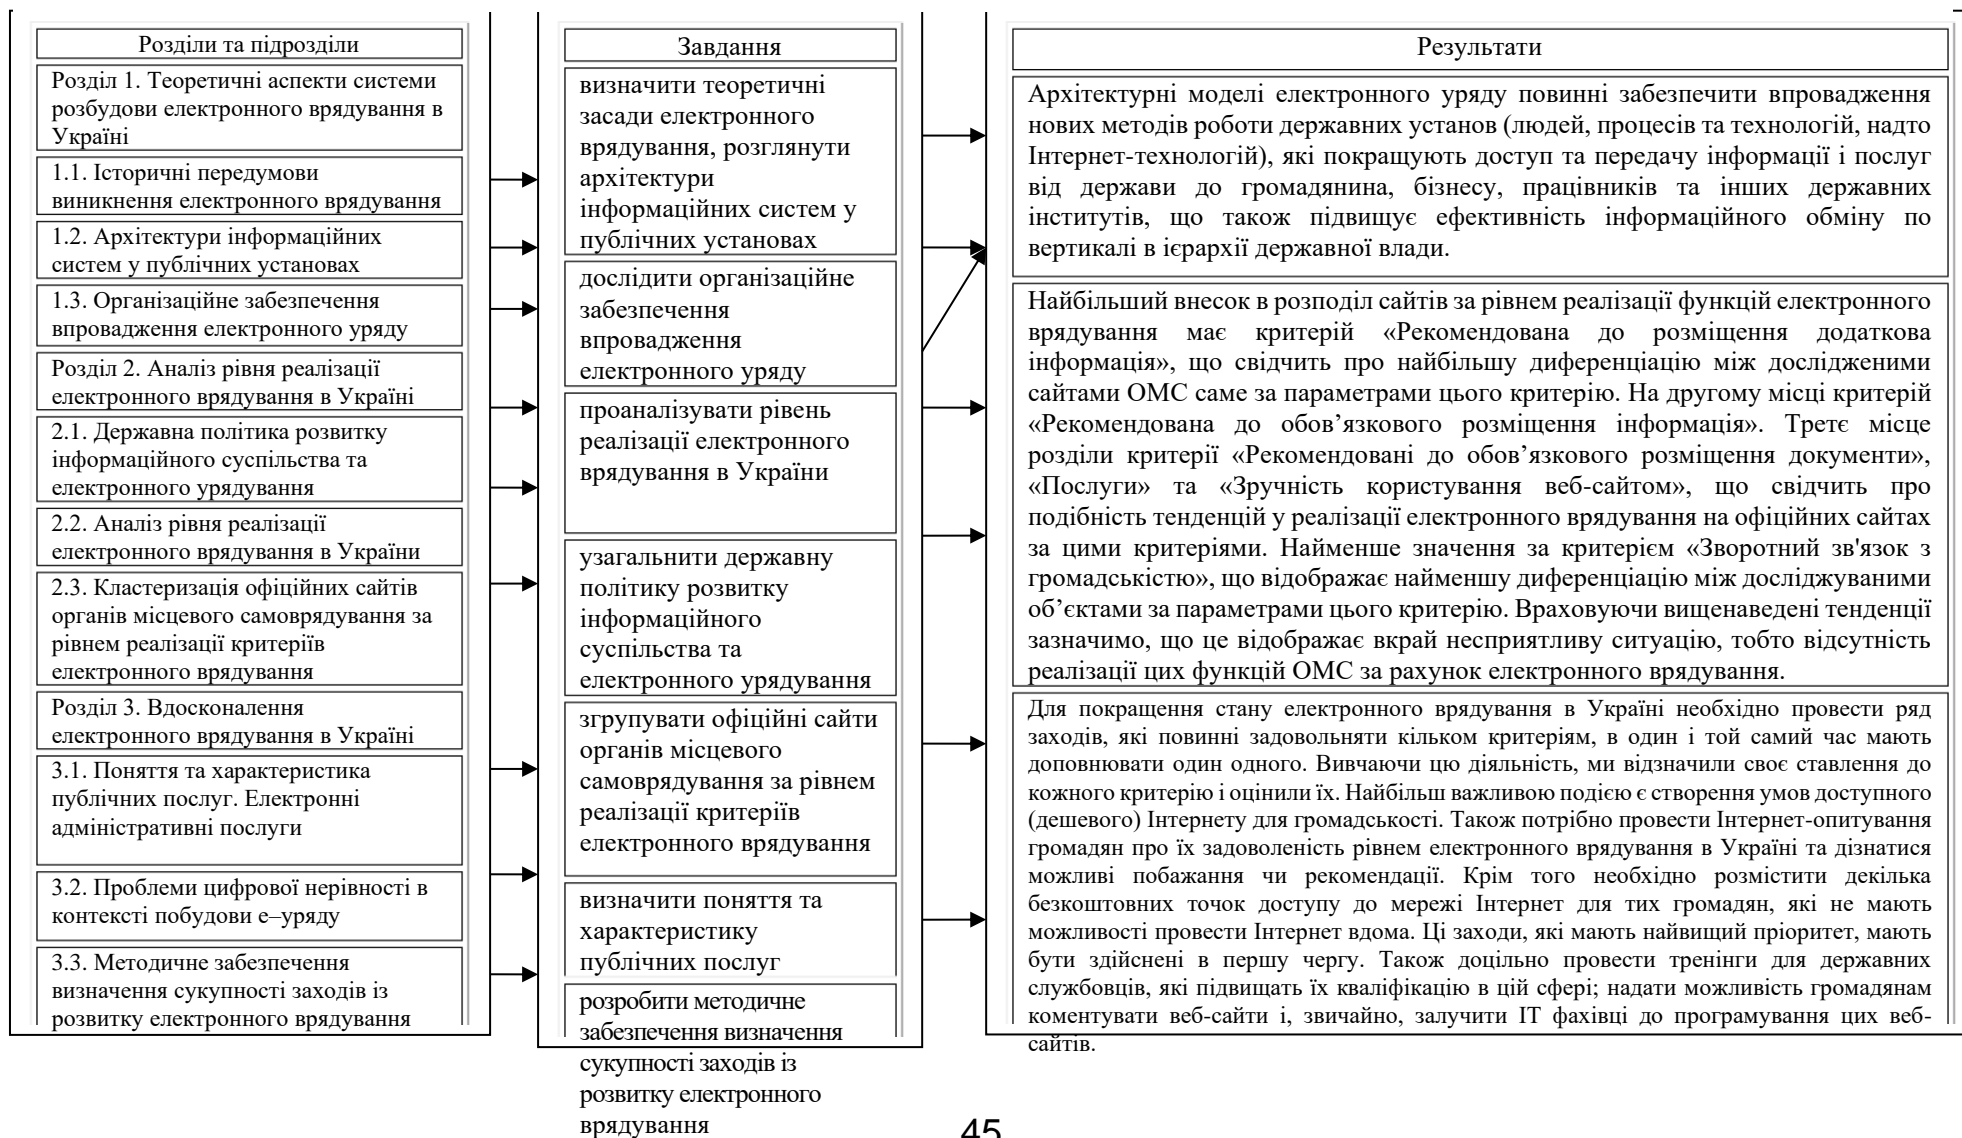 Розділи та підрозділи
Розділ 1. Теоретичні аспекти системи
розбудови електронного врядування в
Україні
1.1. Історичні передумови
виникнення електронного врядування
1.2. Архітектури інформаційних
систем у публічних установах
1.3. Організаційне забезпечення
впровадження електронного уряду
Розділ 2. Аналіз рівня реалізації
електронного врядування в Україні
2.1. Державна політика розвитку
інформаційного суспільства та
електронного урядування
2.2. Аналіз рівня реалізації
електронного врядування в України
2.3. Кластеризація офіційних сайтів
органів місцевого самоврядування за
рівнем реалізації критеріїв
електронного врядування
Розділ 3. Вдосконалення
електронного врядування в Україні
3.1. Поняття та характеристика
публічних послуг. Електронні
адміністративні послуги
3.2. Проблеми цифрової нерівності в
контексті побудови е–уряду
3.3. Методичне забезпечення
визначення сукупності заходів із
розвитку електронного врядування
Завдання
визначити теоретичні
засади електронного
врядування, розглянути
архітектури
інформаційних систем у
публічних установах
дослідити організаційне
забезпечення
впровадження
електронного уряду
проаналізувати рівень
реалізації електронного
врядування в України
узагальнити державну
політику розвитку
інформаційного
суспільства та
електронного урядування
згрупувати офіційні сайти
органів місцевого
самоврядування за рівнем
реалізації критеріїв
електронного врядування
визначити поняття та
характеристику
публічних послуг
розробити методичне
забезпечення визначення
сукупності заходів із
розвитку електронного
врядування
Результати
Архітектурні моделі електронного уряду повинні забезпечити впровадження
нових методів роботи державних установ (людей, процесів та технологій, надто
Інтернет-технологій), які покращують доступ та передачу інформації і послуг
від держави до громадянина, бізнесу, працівників та інших державних
інститутів, що також підвищує ефективність інформаційного обміну по
вертикалі в ієрархії державної влади.
Найбільший внесок в розподіл сайтів за рівнем реалізації функцій електронного
врядування має критерій «Рекомендована до розміщення додаткова
інформація», що свідчить про найбільшу диференціацію між дослідженими
сайтами ОМС саме за параметрами цього критерію. На другому місці критерій
«Рекомендована до обов’язкового розміщення інформація». Третє місце
розділи критерії «Рекомендовані до обов’язкового розміщення документи»,
«Послуги» та «Зручність користування веб-сайтом», що свідчить про
подібність тенденцій у реалізації електронного врядування на офіційних сайтах
за цими критеріями. Найменше значення за критерієм «Зворотний зв'язок з
громадськістю», що відображає найменшу диференціацію між досліджуваними
об’єктами за параметрами цього критерію. Враховуючи вищенаведені тенденції
зазначимо, що це відображає вкрай несприятливу ситуацію, тобто відсутність
реалізації цих функцій ОМС за рахунок електронного врядування.
Для покращення стану електронного врядування в Україні необхідно провести ряд
заходів, які повинні задовольняти кільком критеріям, в один і той самий час мають
доповнювати один одного. Вивчаючи цю діяльність, ми відзначили своє ставлення до
кожного критерію і оцінили їх. Найбільш важливою подією є створення умов доступного
(дешевого) Інтернету для громадськості. Також потрібно провести Інтернет-опитування
громадян про їх задоволеність рівнем електронного врядування в Україні та дізнатися
можливі побажання чи рекомендації. Крім того необхідно розмістити декілька
безкоштовних точок доступу до мережі Інтернет для тих громадян, які не мають
можливості провести Інтернет вдома. Ці заходи, які мають найвищий пріоритет, мають
бути здійснені в першу чергу. Також доцільно провести тренінги для державних
службовців, які підвищать їх кваліфікацію в цій сфері; надати можливість громадянам
коментувати веб-сайти і, звичайно, залучити ІТ фахівці до програмування цих веб-
сайтів.
45